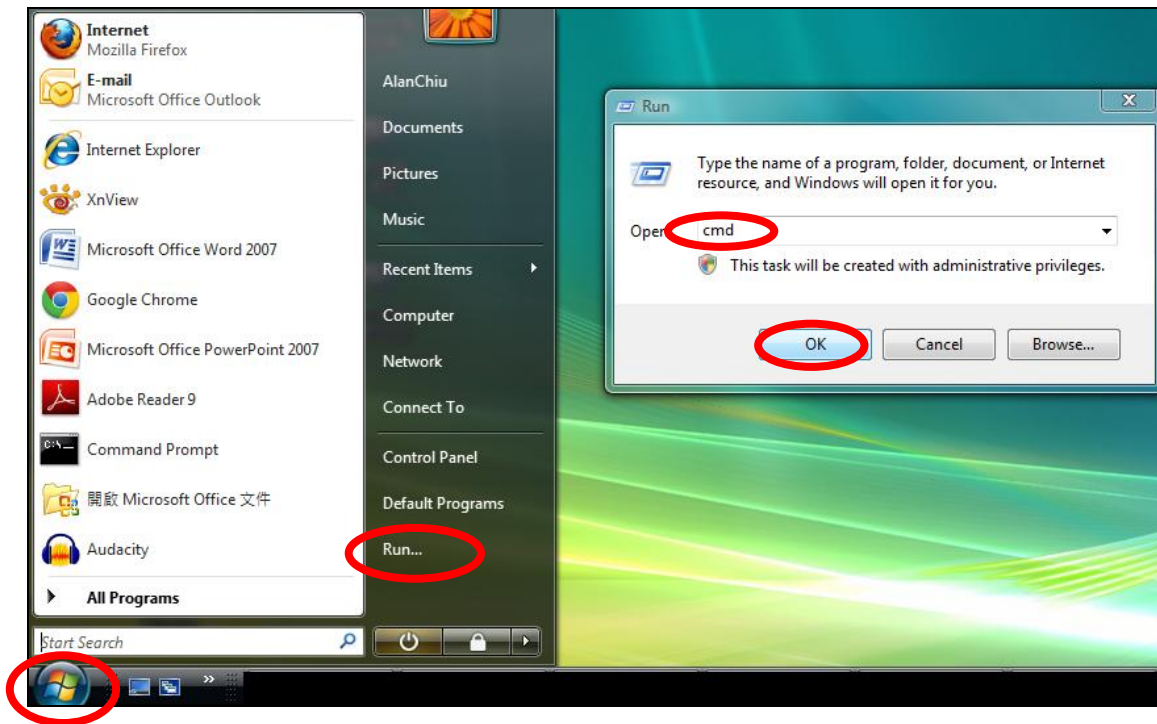 Internet
Mozilla Firefox
E-mail
Microsoft Office Outlook
Internet Explorer
XnView
Microsoft Office Word 2007
Google Chrome
Microsoft Office PowerPoint 2007
Adobe Reader 9
C:\
Command Prompt
開啟 Microsoft Office 文件
Audacity
All Programs
Start Search
AlanChiu
Documents
Pictures
Music
Recent Items
Computer
Network
Connect To
Control Panel
Default Programs
Run...
»
Run
X
Type the name of a program, folder, document, or Internet
resource, and Windows will open it for you.
Open
cmd
This task will be created with administrative privileges.
OK
Cancel
Browse...